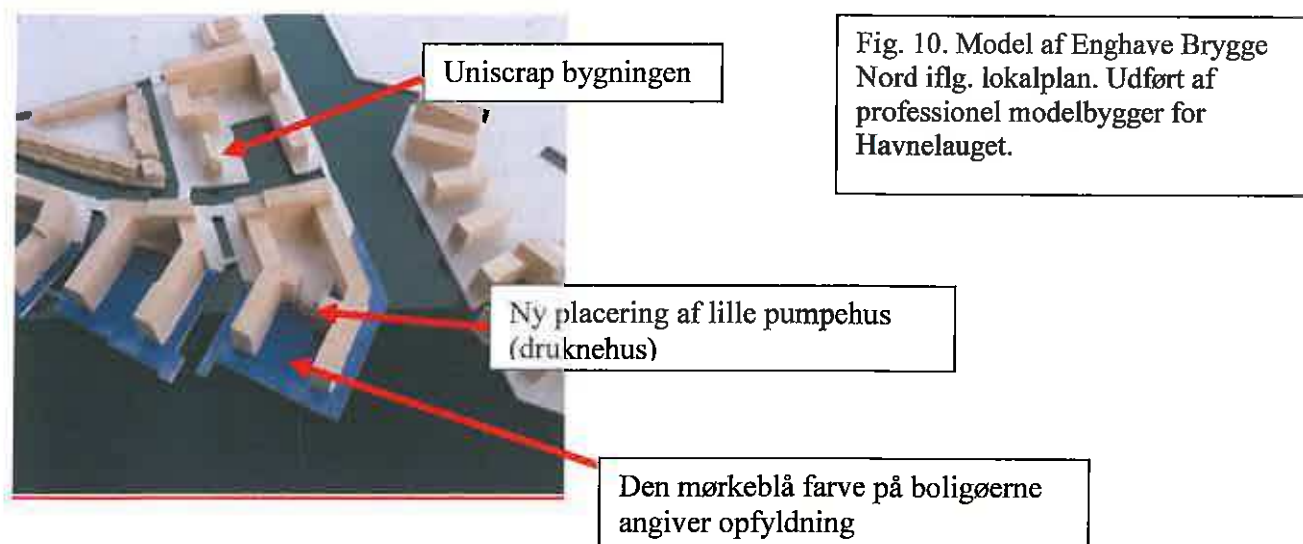 Uniscrap bygningen
Fig. 10. Model af Enghave Brygge
Nord iflg. lokalplan. Udført af
professionel modelbygger for
Havnelauget.
Ny placering af lille pumpehus
(druknehus)
Den mørkeblå farve på boligøerne
angiver opfyldning